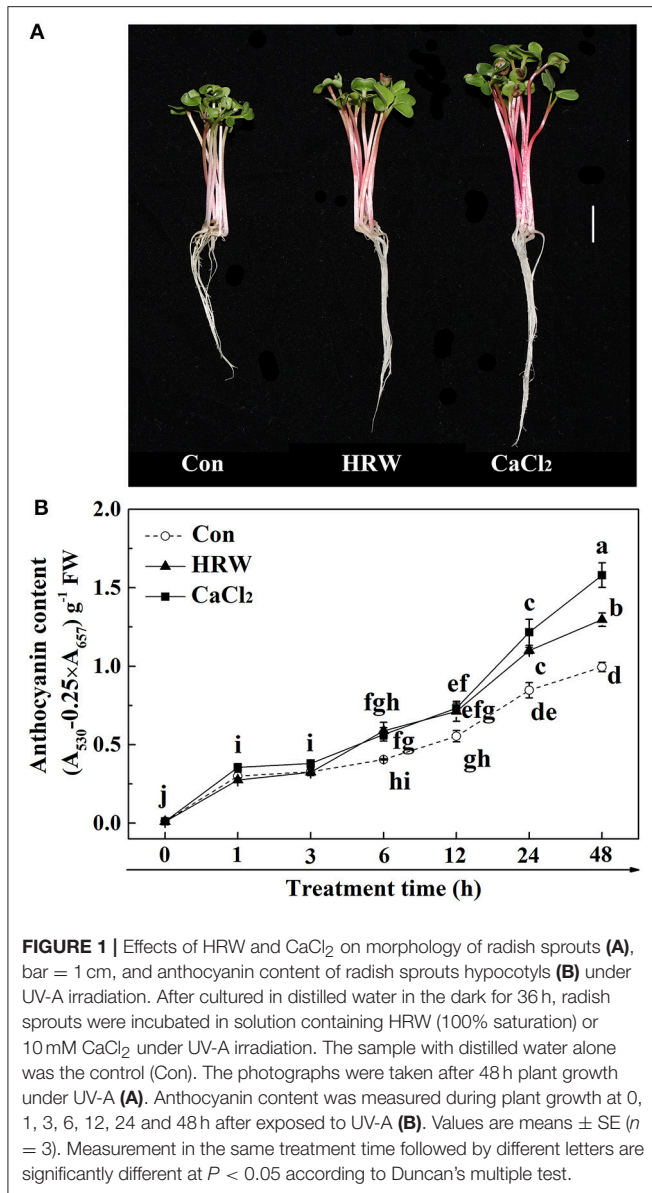 A
Con HRW CaCl₂
B
Anthocyanin content
(A₅₃₀-0.25×A₆₅₇) g⁻¹ FW
2.0
1.5
1.0
0.5
0.0
Con
HRW
CaCl₂
j
i
i
fgh
fg
hi
ef
efg
gh
c
c
de
a
b
d
0 1 3 6 12 24 48
Treatment time (h)
FIGURE 1 | Effects of HRW and CaCl₂ on morphology of radish sprouts (A),
bar = 1 cm, and anthocyanin content of radish sprouts hypocotyls (B) under
UV-A irradiation. After cultured in distilled water in the dark for 36 h, radish
sprouts were incubated in solution containing HRW (100% saturation) or
10 mM CaCl₂ under UV-A irradiation. The sample with distilled water alone
was the control (Con). The photographs were taken after 48 h plant growth
under UV-A (A). Anthocyanin content was measured during plant growth at 0,
1, 3, 6, 12, 24 and 48 h after exposed to UV-A (B). Values are means ± SE (n
= 3). Measurement in the same treatment time followed by different letters are
significantly different at P < 0.05 according to Duncan's multiple test.